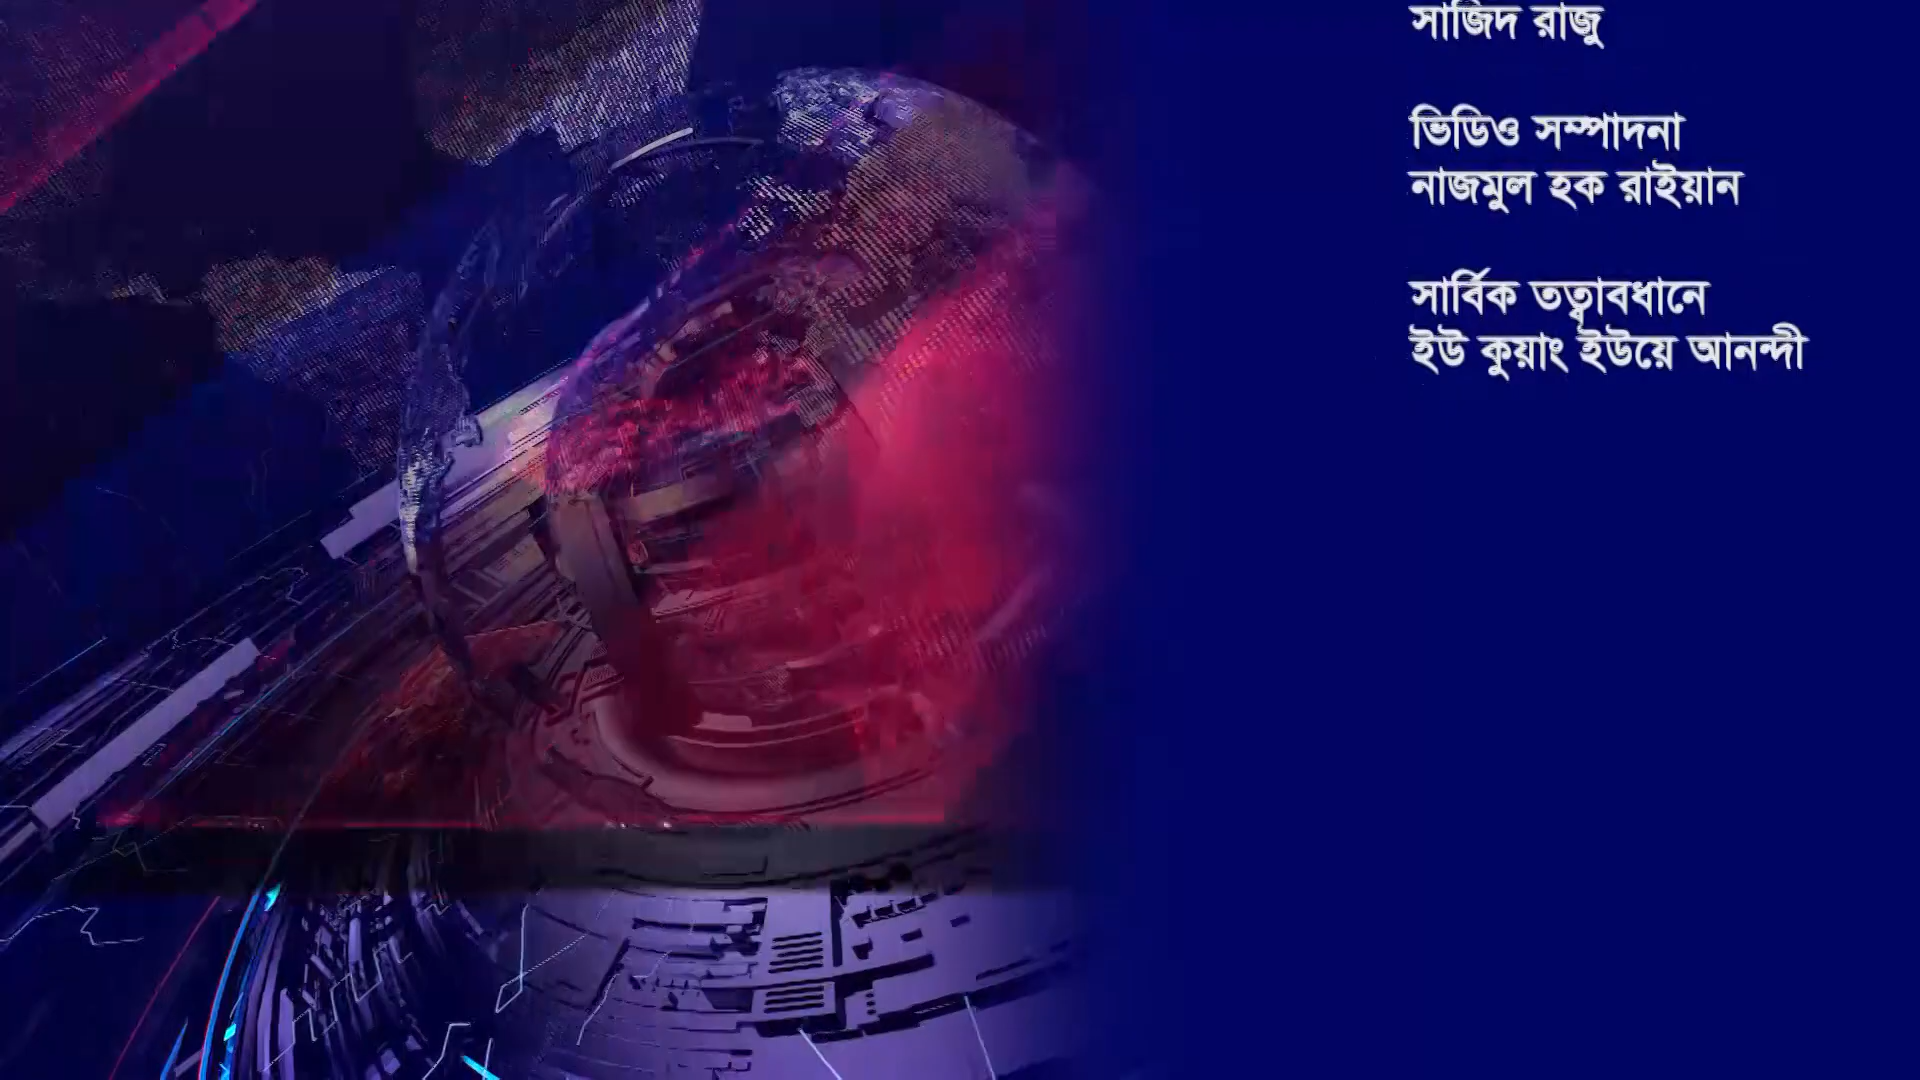 সাজিদ রাজু
ভিডিও সম্পাদনা
নাজমুল হক রাইয়ান
সার্বিক তত্ত্বাবধানে
ইউ কুয়াং ইউয়ে আনন্দী